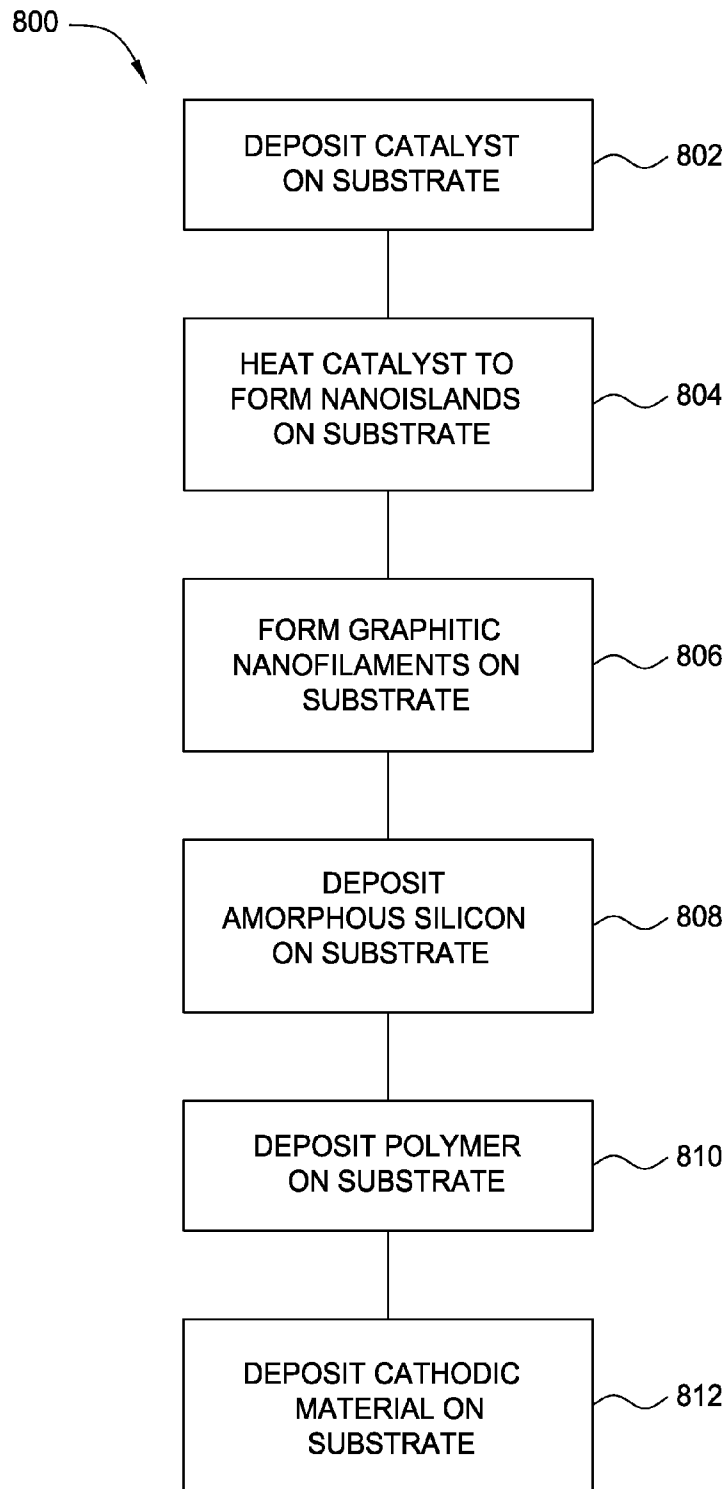 800
DEPOSIT CATALYST
ON SUBSTRATE
802
HEAT CATALYST TO
FORM NANOISLANDS
ON SUBSTRATE
804
FORM GRAPHITIC
NANOFILAMENTS ON
SUBSTRATE
806
DEPOSIT
AMORPHOUS SILICON
ON SUBSTRATE
808
DEPOSIT POLYMER
ON SUBSTRATE
810
DEPOSIT CATHODIC
MATERIAL ON
SUBSTRATE
812